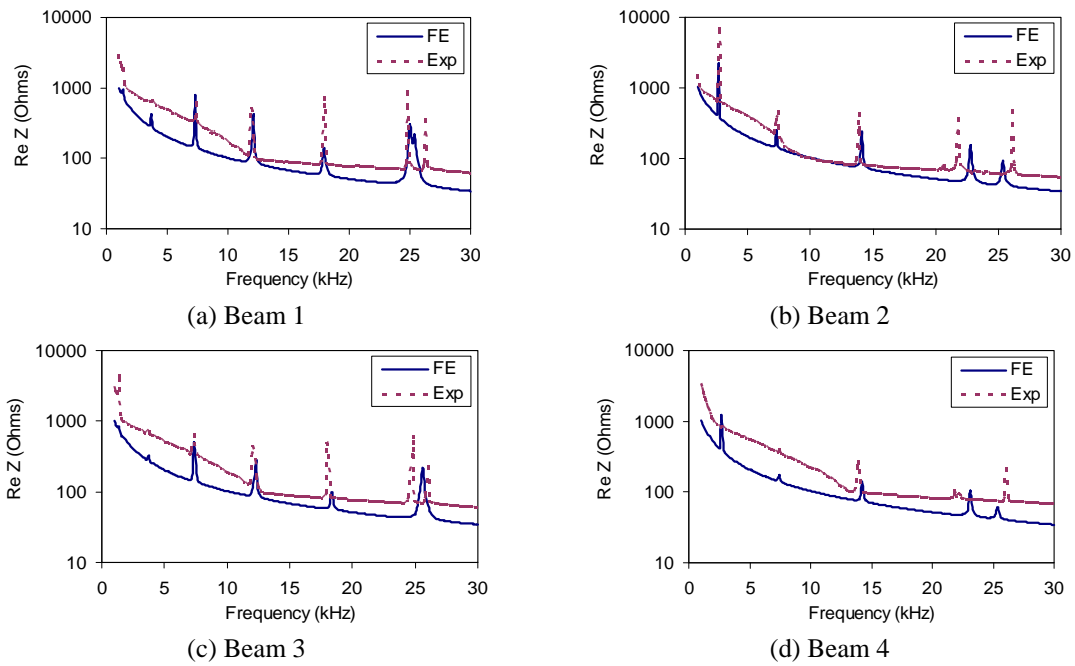 10000
1000
100
10
Re Z (Ohms)
FE
Exp
0 5 10 15 20 25 30
Frequency (kHz)
(a) Beam 1
10000
1000
100
10
Re Z (Ohms)
FE
Exp
0 5 10 15 20 25 30
Frequency (kHz)
(b) Beam 2
10000
1000
100
10
Re Z (Ohms)
FE
Exp
0 5 10 15 20 25 30
Frequency (kHz)
(c) Beam 3
10000
1000
100
10
Re Z (Ohms)
FE
Exp
0 5 10 15 20 25 30
Frequency (kHz)
(d) Beam 4